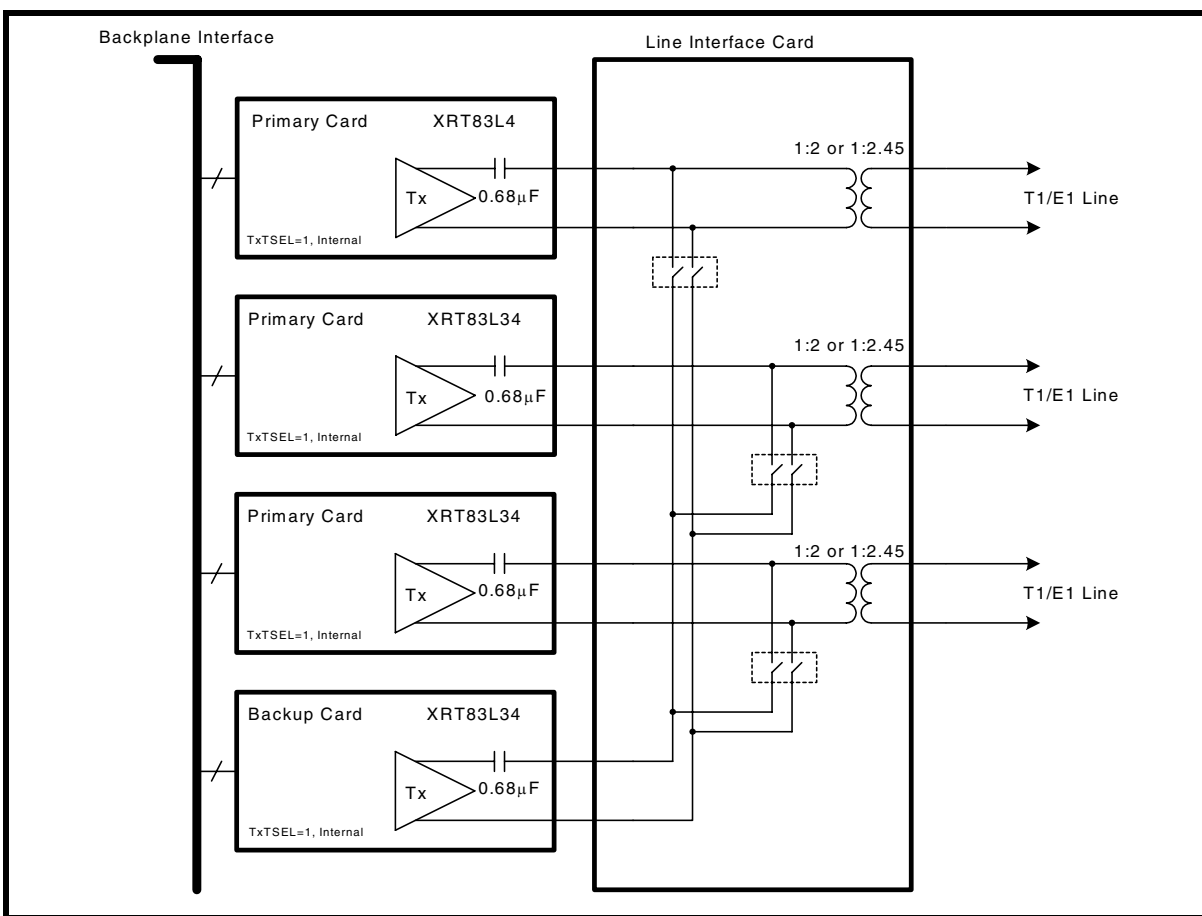 Backplane Interface
Line Interface Card
Primary Card XRT83L4
1:2 or 1:2.45
Tx 0.68µF
T1/E1 Line
TxTSEL=1, Internal
Primary Card XRT83L34
1:2 or 1:2.45
Tx 0.68µF
T1/E1 Line
TxTSEL=1, Internal
Primary Card XRT83L34
1:2 or 1:2.45
Tx 0.68µF
T1/E1 Line
TxTSEL=1, Internal
Backup Card XRT83L34
Tx 0.68µF
TxTSEL=1, Internal